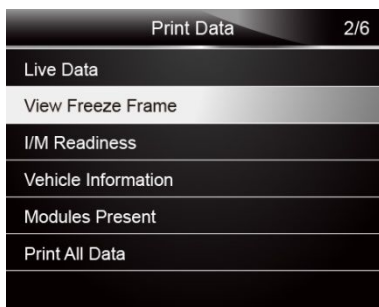 Print Data 2/6
Live Data
View Freeze Frame
I/M Readiness
Vehicle Information
Modules Present
Print All Data